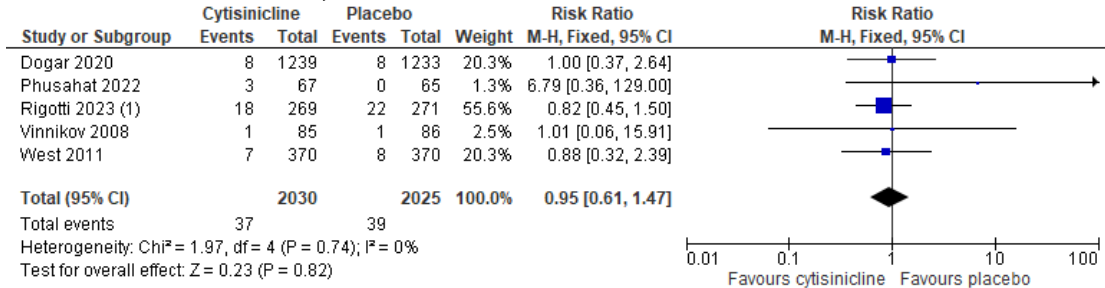 Cytisinicline Placebo Risk Ratio Risk Ratio
Study or Subgroup Events Total Events Total Weight M-H, Fixed, 95% CI M-H, Fixed, 95% CI
Dogar 2020 8 1239 8 1233 20.3% 1.00 [0.37, 2.64]
Phusahat 2022 3 67 0 65 1.3% 6.79 [0.36, 129.00]
Rigotti 2023 (1) 18 269 22 271 55.6% 0.82 [0.45, 1.50]
Vinnikov 2008 1 85 1 86 2.5% 1.01 [0.06, 15.91]
West 2011 7 370 8 370 20.3% 0.88 [0.32, 2.39]
Total (95% CI) 2030 2025 100.0% 0.95 [0.61, 1.47]
Total events 37 39
Heterogeneity: Chi² = 1.97, df = 4 (P = 0.74); I² = 0%
Test for overall effect: Z = 0.23 (P = 0.82)
0.01 0.1 1 10 100
Favours cytisinicline Favours placebo